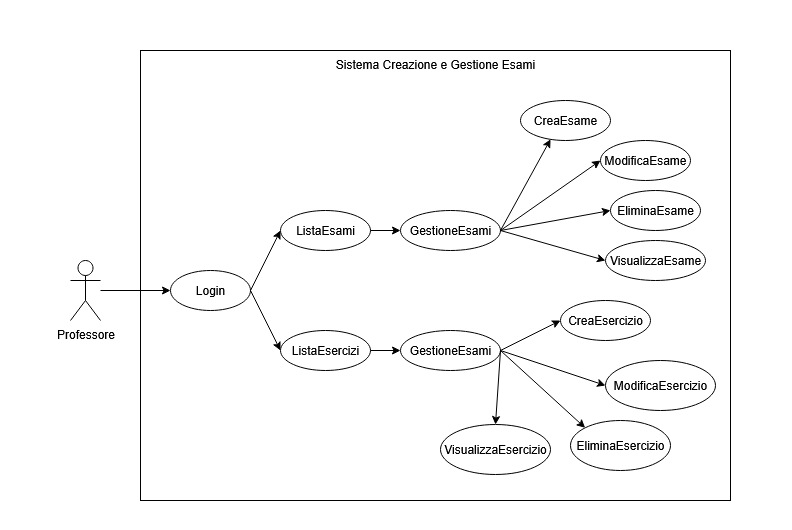 Sistema Creazione e Gestione Esami
CreaEsame
ModificaEsame
EliminaEsame
VisualizzaEsame
ListaEsami
GestioneEsami
Login
Professore
ListaEsercizi
GestioneEsami
CreaEsercizio
ModificaEsercizio
EliminaEsercizio
VisualizzaEsercizio